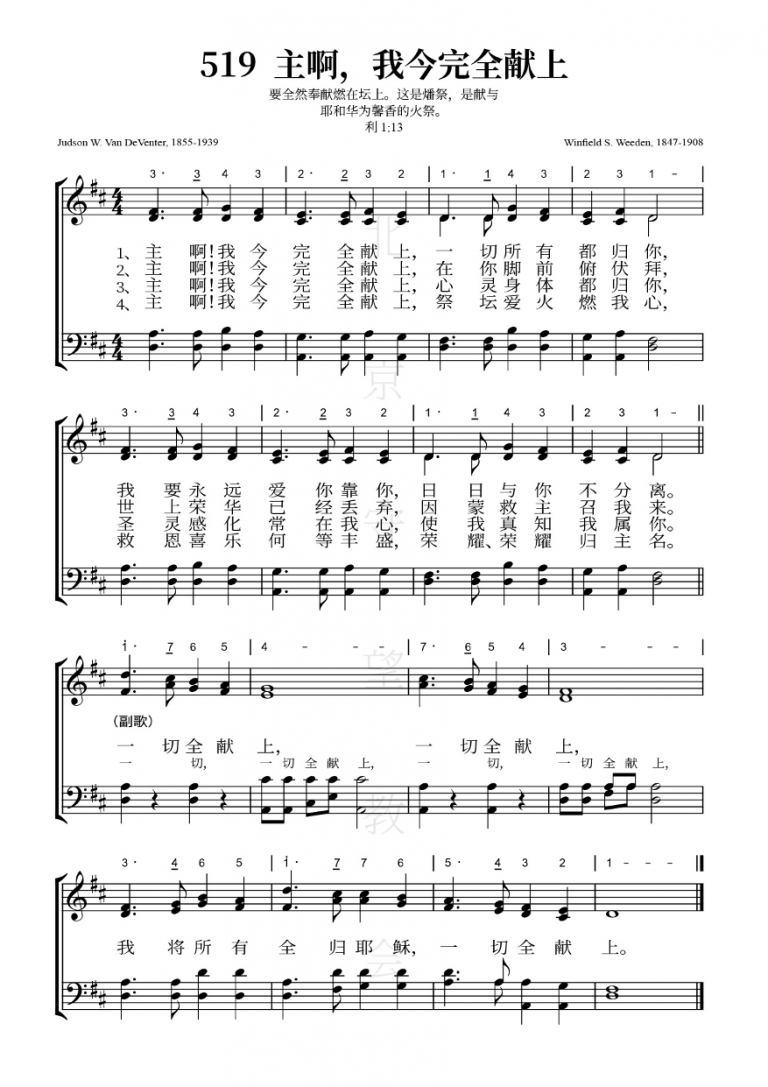 519 主啊，我今完全献上
要全然奉献燃在坛上。这是燔祭，是献与
耶和华为馨香的火祭。
利 1:13
Judson W. Van DeVenter, 1855-1939 Winfield S. Weeden, 1847-1908
3· 3 4 3 | 2· 2 3 2 | 1· 1 4 3 | 2 3 1 - |
1、主啊！我今完全献上，一切所有都归你，
2、主啊！我今完全献上，在你脚前俯伏拜，
3、主啊！我今完全献上，心灵身体都归你，
4、主啊！我今完全献上，祭坛爱火燃我心，
3· 3 4 3 | 2· 2 3 2 | 1· 1 4 3 | 2 3 1 - ||
我要永远爱你靠你，日日与你不分离。
世上荣华已经丢弃，因蒙救主召我来。
圣灵感化常在我心，使我真知我属你。
救恩喜乐何等丰盛，荣耀、荣耀归主名。
1· 7 6 5 | 4 - - - | 7· 6 5 4 | 3 - - - |
（副歌）
一切全献上，一切全献上，
一切，一切全献上，一切，一切全献上，
3· 4 6 5 | 1· 7 7 6 | 5· 4 3 2 | 1 - - - |
我将所有全归耶稣，一切全献上。
北京守望教会